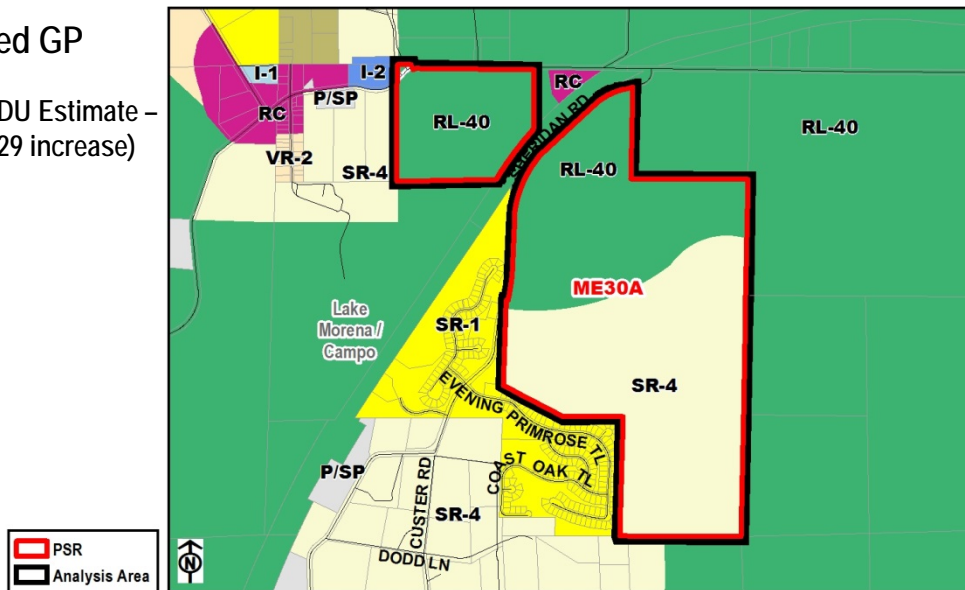 ed GP
DU Estimate –
29 increase)
I-1
I-2
P/SP
RC
RC
RL-40
RL-40
VR-2
SR-4
SHERIDAN RD
RL-40
ME30A
Lake
Morena /
Campo
SR-1
SR-4
EVENING PRIMROSE TL
COAST OAK TL
P/SP
CUSTER RD
SR-4
DODD LN
PSR
Analysis Area
N